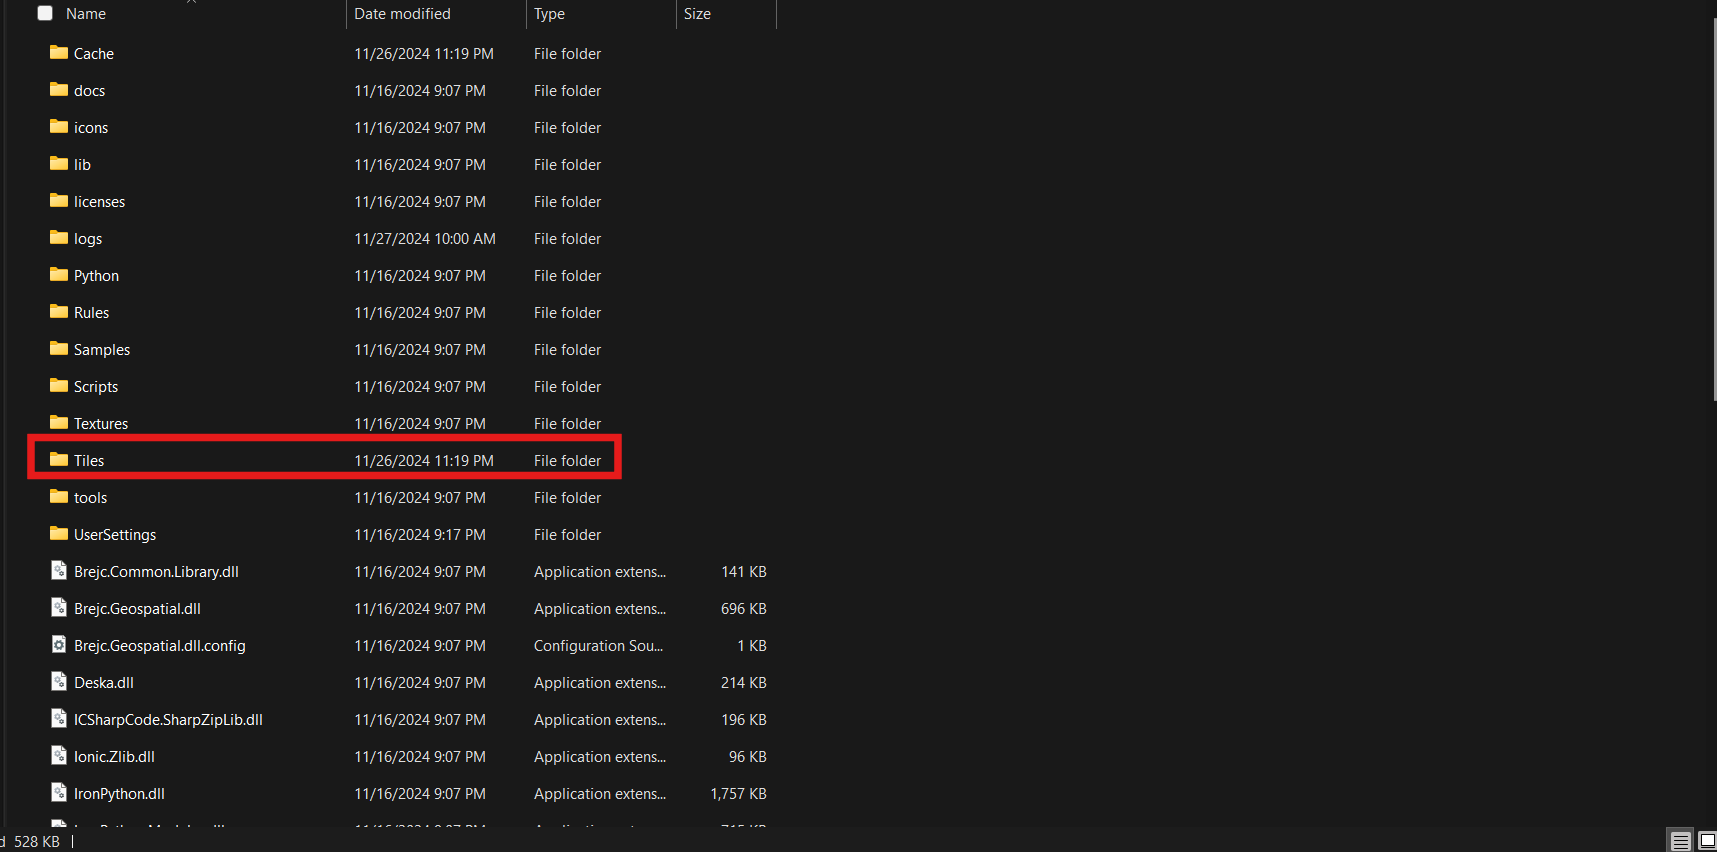 Name Date modified Type Size
Cache 11/26/2024 11:19 PM File folder
docs 11/16/2024 9:07 PM File folder
icons 11/16/2024 9:07 PM File folder
lib 11/16/2024 9:07 PM File folder
licenses 11/16/2024 9:07 PM File folder
logs 11/27/2024 10:00 AM File folder
Python 11/16/2024 9:07 PM File folder
Rules 11/16/2024 9:07 PM File folder
Samples 11/16/2024 9:07 PM File folder
Scripts 11/16/2024 9:07 PM File folder
Textures 11/16/2024 9:07 PM File folder
Tiles 11/26/2024 11:19 PM File folder
tools 11/16/2024 9:07 PM File folder
UserSettings 11/16/2024 9:17 PM File folder
Brejc.Common.Library.dll 11/16/2024 9:07 PM Application extens... 141 KB
Brejc.Geospatial.dll 11/16/2024 9:07 PM Application extens... 696 KB
Brejc.Geospatial.dll.config 11/16/2024 9:07 PM Configuration Sou... 1 KB
Deska.dll 11/16/2024 9:07 PM Application extens... 214 KB
ICSharpCode.SharpZipLib.dll 11/16/2024 9:07 PM Application extens... 196 KB
Ionic.Zlib.dll 11/16/2024 9:07 PM Application extens... 96 KB
IronPython.dll 11/16/2024 9:07 PM Application extens... 1,757 KB
528 KB